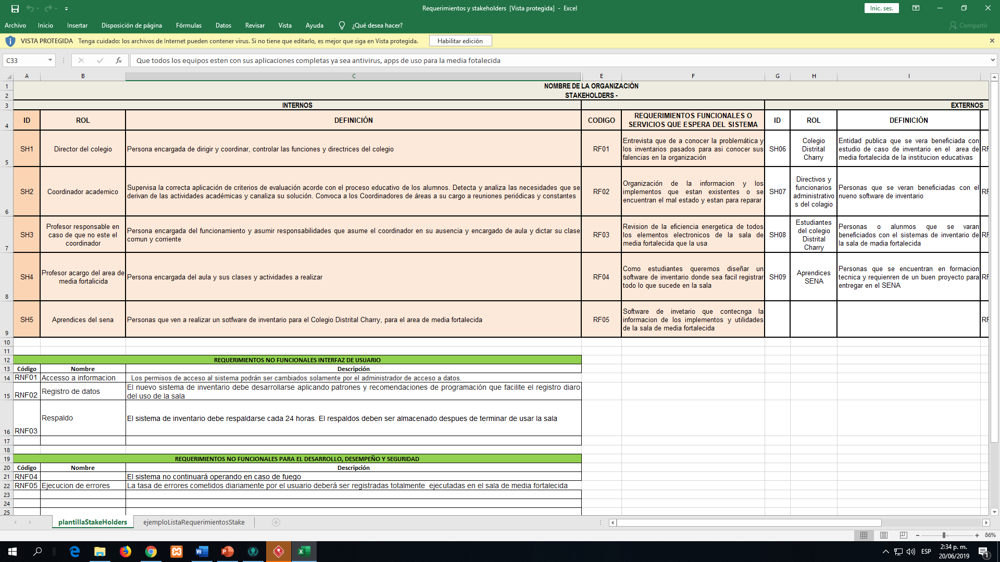 Requerimientos y stakeholders  [Vista protegida]  -  Excel
Inic. ses.
Archivo
Inicio
Insertar
Disposición de página
Fórmulas
Datos
Revisar
Vista
Ayuda
¿Qué desea hacer?
Compartir
VISTA PROTEGIDA
Tenga cuidado: los archivos de Internet pueden contener virus. Si no tiene que editarlo, es mejor que siga en Vista protegida.
Habilitar edición
C33
fx
Que todos los equipos esten con sus aplicaciones completas ya sea antivirus, apps de uso para la media fotalecida
A B C E F G H I
1
NOMBRE DE LA ORGANIZACIÓN
2
STAKEHOLDERS -
3
INTERNOS
EXTERNOS
4
ID
ROL
DEFINICIÓN
CODIGO
REQUERIMIENTOS FUNCIONALES O
SERVICIOS QUE ESPERA DEL SISTEMA
ID
ROL
DEFINICIÓN
5
SH1
Director del colegio
Persona encargada de dirigir y coordinar, controlar las funciones y directrices del colegio
RF01
Entrevista que de a conocer la problemática y
los inventarios pasados para asi conocer sus
falencias en la organización
SH06
Colegio
Distrital
Charry
Entidad publica que se vera beneficiada con
estudio de caso de inventario en el  area de
media fortalecida de la institucion educativas
RF
6
SH2
Coordinador academico
Supervisa la correcta aplicación de criterios de evaluación acorde con el proceso educativo de los alumnos. Detecta y analiza las necesidades que se
derivan de las actividades académicas y canaliza su solución. Convoca a los Coordinadores de áreas a su cargo a reuniones periódicas y constantes
RF02
Organización de la informacion y los
implementos que estan existentes o se
encuentran el mal estado y estan para reparar
SH07
Directivos y
funcionarios
administrativo
s del colagio
Personas que se veran beneficiadas con el
nueno software de inventario
RF
7
SH3
Profesor responsable en
caso de que no este el
coordinador
Persona encargada del funcionamiento y asumir responsabilidades que asume el coordinador en su ausencia y encargado de aula y dictar su clase
comun y corriente
RF03
Revision de la eficiencia energetica de todos
los elementos electronicos de la sala de
media fortalecida que la usa
SH08
Estudiantes
del colegio
Distrital
Charry
Personas o alunmos que se varan
beneficiados con el sistemas de inventario de
la sala de madia fortalecida
RF
8
SH4
Profesor acargo del area de
media fortalicida
Persona encargada del aula y sus clases y actividades a realizar
RF04
Como estudiantes queremos diseñar un
software de inventario donde sea facil registrar
todo lo que sucede en la sala
SH09
Aprendices
SENA
Personas que se encuentran en formacion
tecnica y requienren de un buen proyecto para
entregar en el SENA
RF
9
SH5
Aprendices del sena
Personas que ven a realizar un sotfware de inventario para el Colegio Distrital Charry, para el area de media fortalecida
RF05
Software de invetario que contecnga la
informacion de los implementos y utilidades
de la sala de media fortalecida
RF
10
11
12
REQUERIMIENTOS NO FUNCIONALES INTERFAZ DE USUARIO
13
Código
Nombre
Descripción
14
RNF01
Accesso a informacion
Los permisos de acceso al sistema podrán ser cambiados solamente por el administrador de acceso a datos.
15
RNF02
Registro de datos
El nuevo sistema de inventario debe desarrollarse aplicando patrones y recomendaciones de programación que facilite el registro diaro
del uso de la sala
16
RNF03
Respaldo
El sistema de inventario debe respaldarse cada 24 horas. El respaldos deben ser almacenado despues de terminar de usar la sala
17
18
19
REQUERIMIENTOS NO FUNCIONALES PARA EL DESARROLLO, DESEMPEÑO Y SEGURIDAD
20
Código
Nombre
Descripción
21
RNF04
El sistema no continuará operando en caso de fuego
22
RNF05
Ejecucion de errores
La tasa de errores cometidos diariamente por el usuario deberá ser registradas totalmente  ejecutadas en el sala de media fortalecida
23
24
25
plantillaStakeHolders
ejemploListaRequerimientosStake
86%
ESP
2:34 p. m.
20/06/2019
1